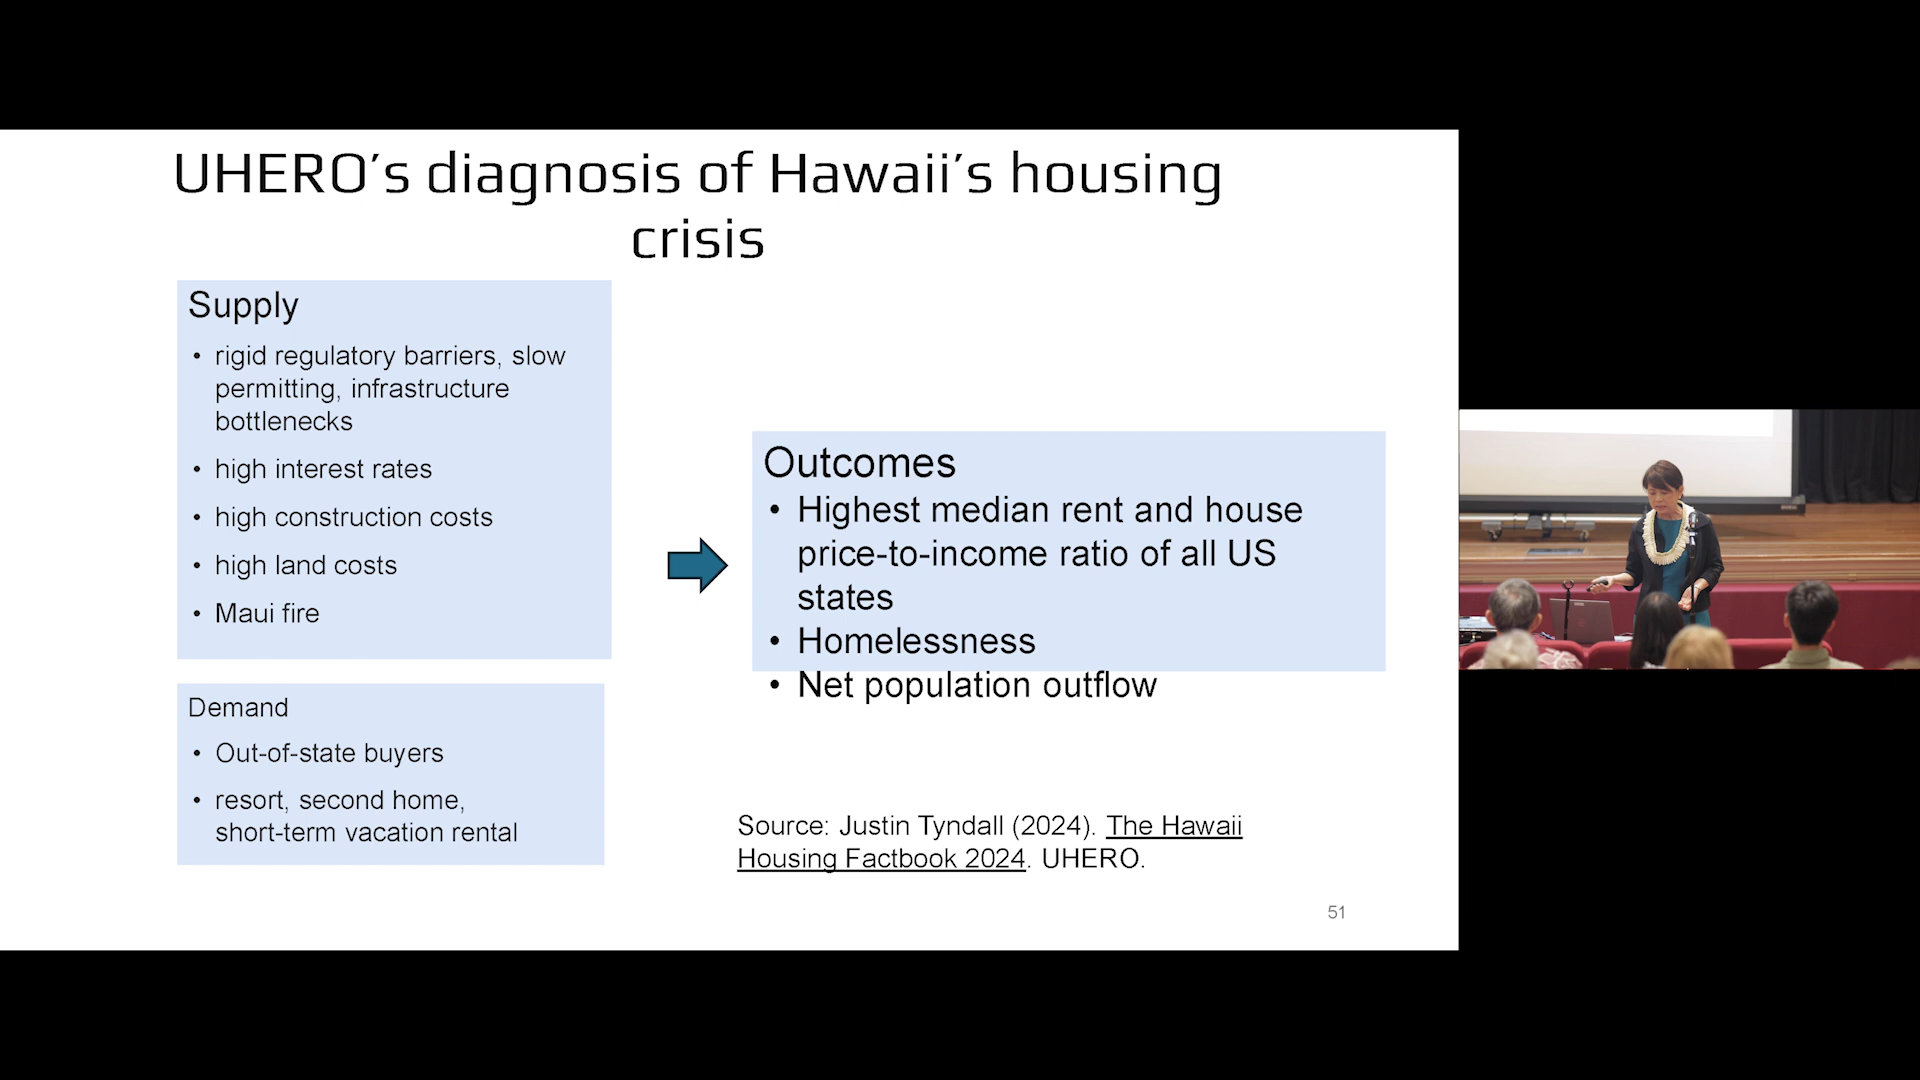 UHERO’s diagnosis of Hawaii’s housing
crisis
Supply
• rigid regulatory barriers, slow
permitting, infrastructure
bottlenecks
• high interest rates
• high construction costs
• high land costs
• Maui fire
Demand
• Out-of-state buyers
• resort, second home,
short-term vacation rental
Outcomes
• Highest median rent and house
price-to-income ratio of all US
states
• Homelessness
• Net population outflow
Source: Justin Tyndall (2024). The Hawaii
Housing Factbook 2024. UHERO.
51